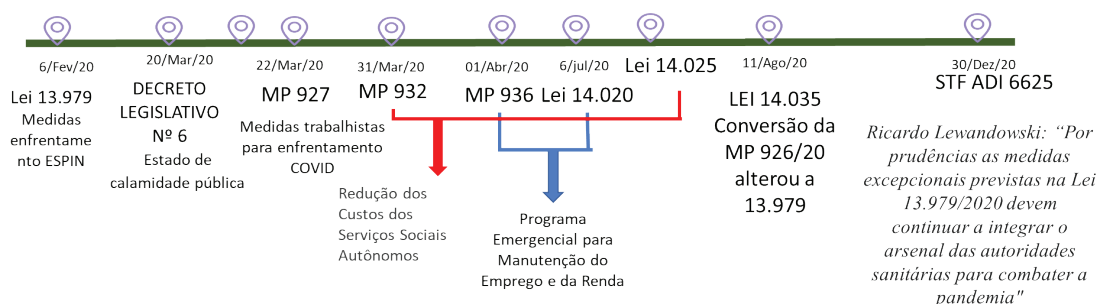 6/Fev/20
Lei 13.979
Medidas
enfrentame
nto ESPIN
20/Mar/20
DECRETO
LEGISLATIVO
Nº 6
Estado de
calamidade pública
22/Mar/20
MP 927
Medidas trabalhistas
para enfrentamento
COVID
31/Mar/20
MP 932
Redução dos
Custos dos
Serviços Sociais
Autônomos
01/Abr/20
MP 936
6/jul/20
Lei 14.020
Programa
Emergencial para
Manutenção do
Emprego e da Renda
Lei 14.025
11/Ago/20
LEI 14.035
Conversão da
MP 926/20
alterou a
13.979
30/Dez/20
STF ADI 6625
Ricardo Lewandowski: “Por
prudências as medidas
excepcionais previstas na Lei
13.979/2020 devem
continuar a integrar o
arsenal das autoridades
sanitárias para combater a
pandemia"